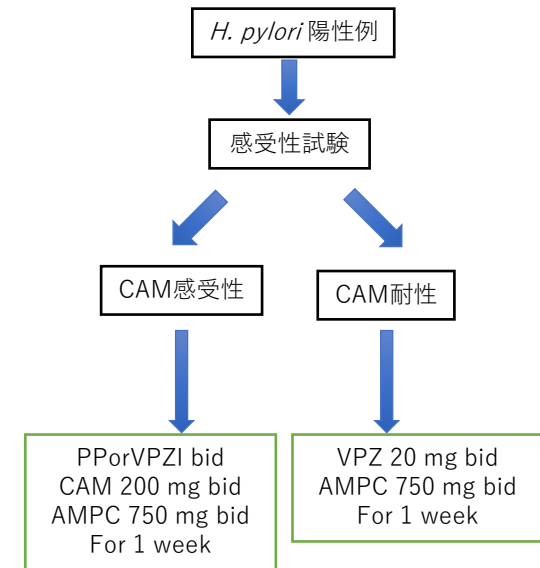 H. pylori 陽性例
感受性試験
CAM感受性
CAM耐性
PPorVPZI bid
CAM 200 mg bid
AMPC 750 mg bid
For 1 week
VPZ 20 mg bid
AMPC 750 mg bid
For 1 week